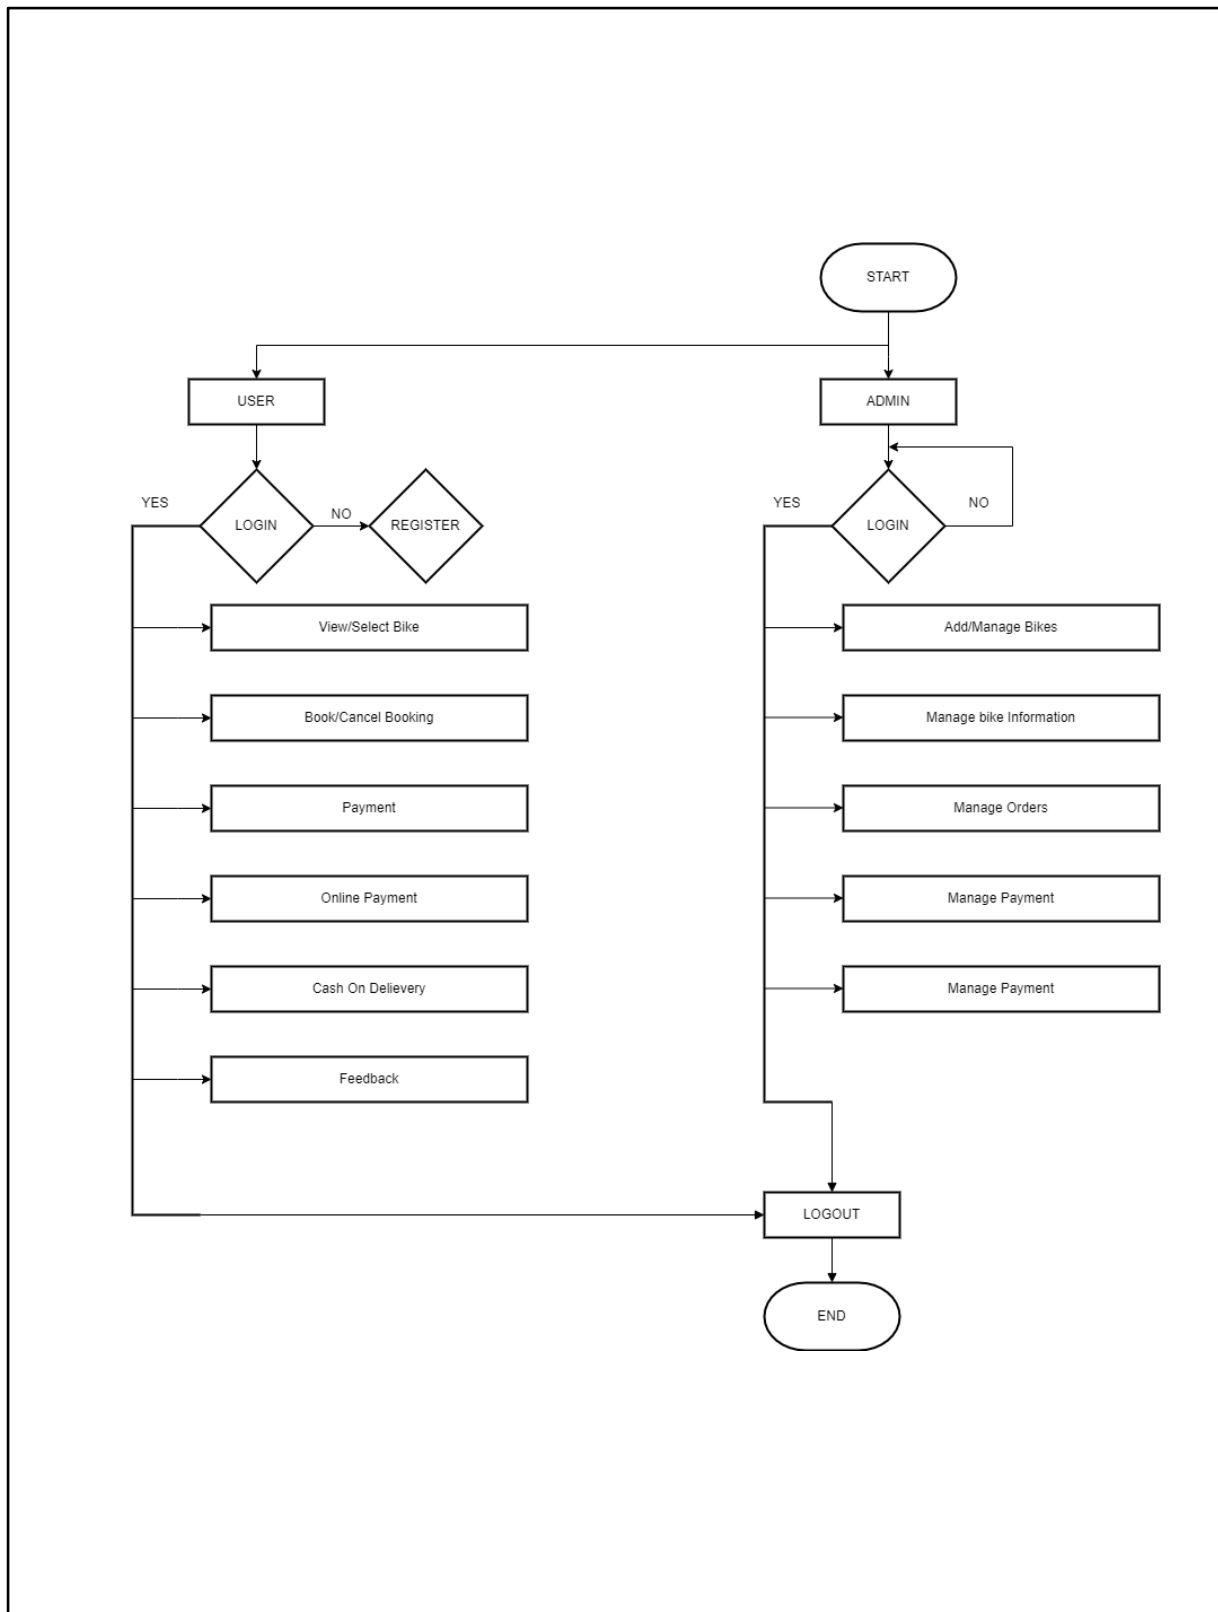 START
USER
ADMIN
YES
LOGIN
NO
REGISTER
YES
LOGIN
NO
View/Select Bike
Book/Cancel Booking
Payment
Online Payment
Cash On Delievery
Feedback
Add/Manage Bikes
Manage bike Information
Manage Orders
Manage Payment
Manage Payment
LOGOUT
END